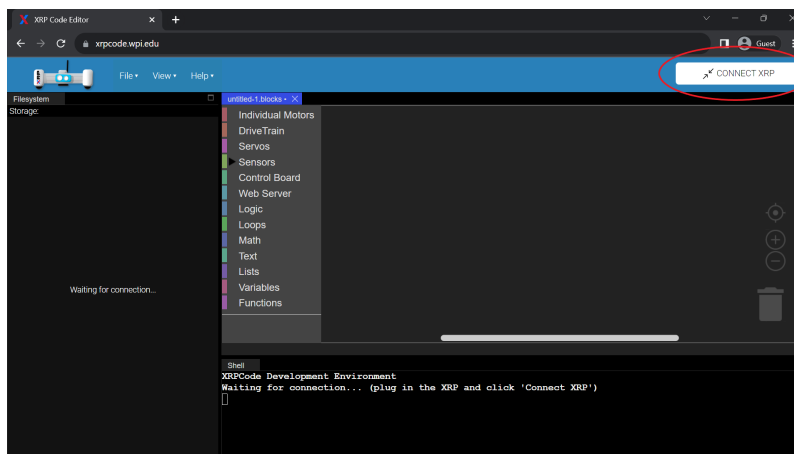 XRP Code Editor
xrpcode.wpi.edu
Guest
File View Help
CONNECT XRP
Filesystem
untitled-1.blocks
Storage:
Individual Motors
DriveTrain
Servos
Sensors
Control Board
Web Server
Logic
Loops
Math
Text
Lists
Variables
Functions
Waiting for connection...
Shell
XRPCode Development Environment
Waiting for connection... (plug in the XRP and click 'Connect XRP')